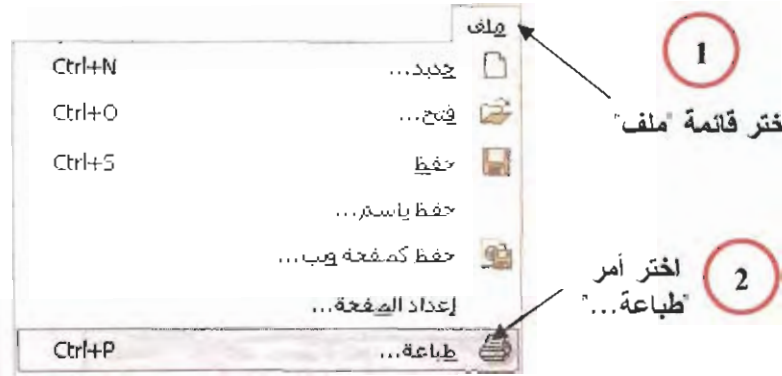 ملف
1
ختر قائمة "ملف"
جديد... Ctrl+N
فتح... Ctrl+O
حفظ Ctrl+S
حفظ باسم...
حفظ كصفحة ويب...
إعداد الصفحة...
طباعة... Ctrl+P
2
اختر أمر
"طباعة..."